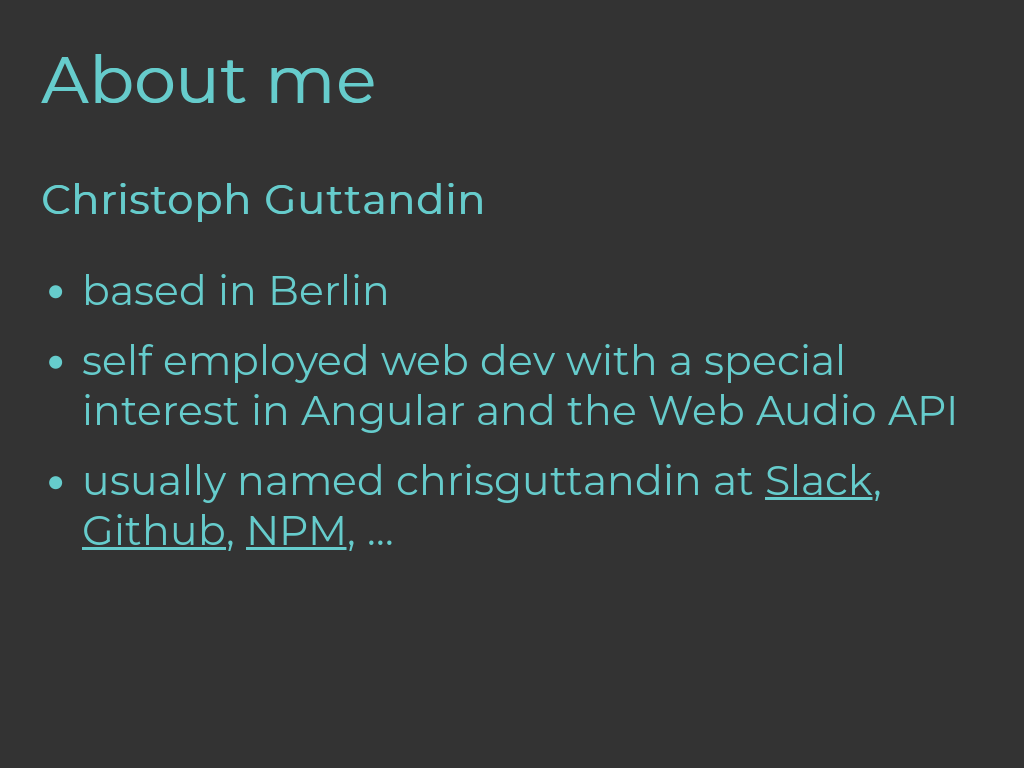 About me
Christoph Guttandin
• based in Berlin
• self employed web dev with a special
interest in Angular and the Web Audio API
• usually named chrisguttandin at Slack,
Github, NPM, ...